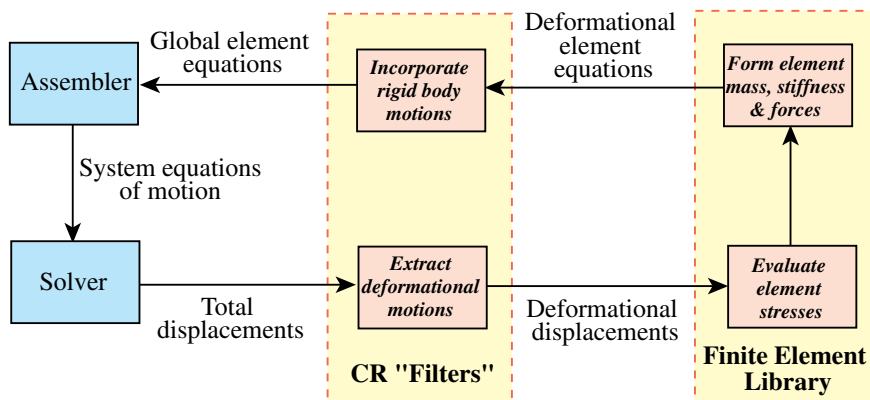 Assembler
Global element
equations
Incorporate
rigid body
motions
Deformational
element
equations
Form element
mass, stiffness
& forces
System equations
of motion
Solver
Total
displacements
Extract
deformational
motions
Deformational
displacements
Evaluate
element
stresses
CR "Filters"
Finite Element
Library